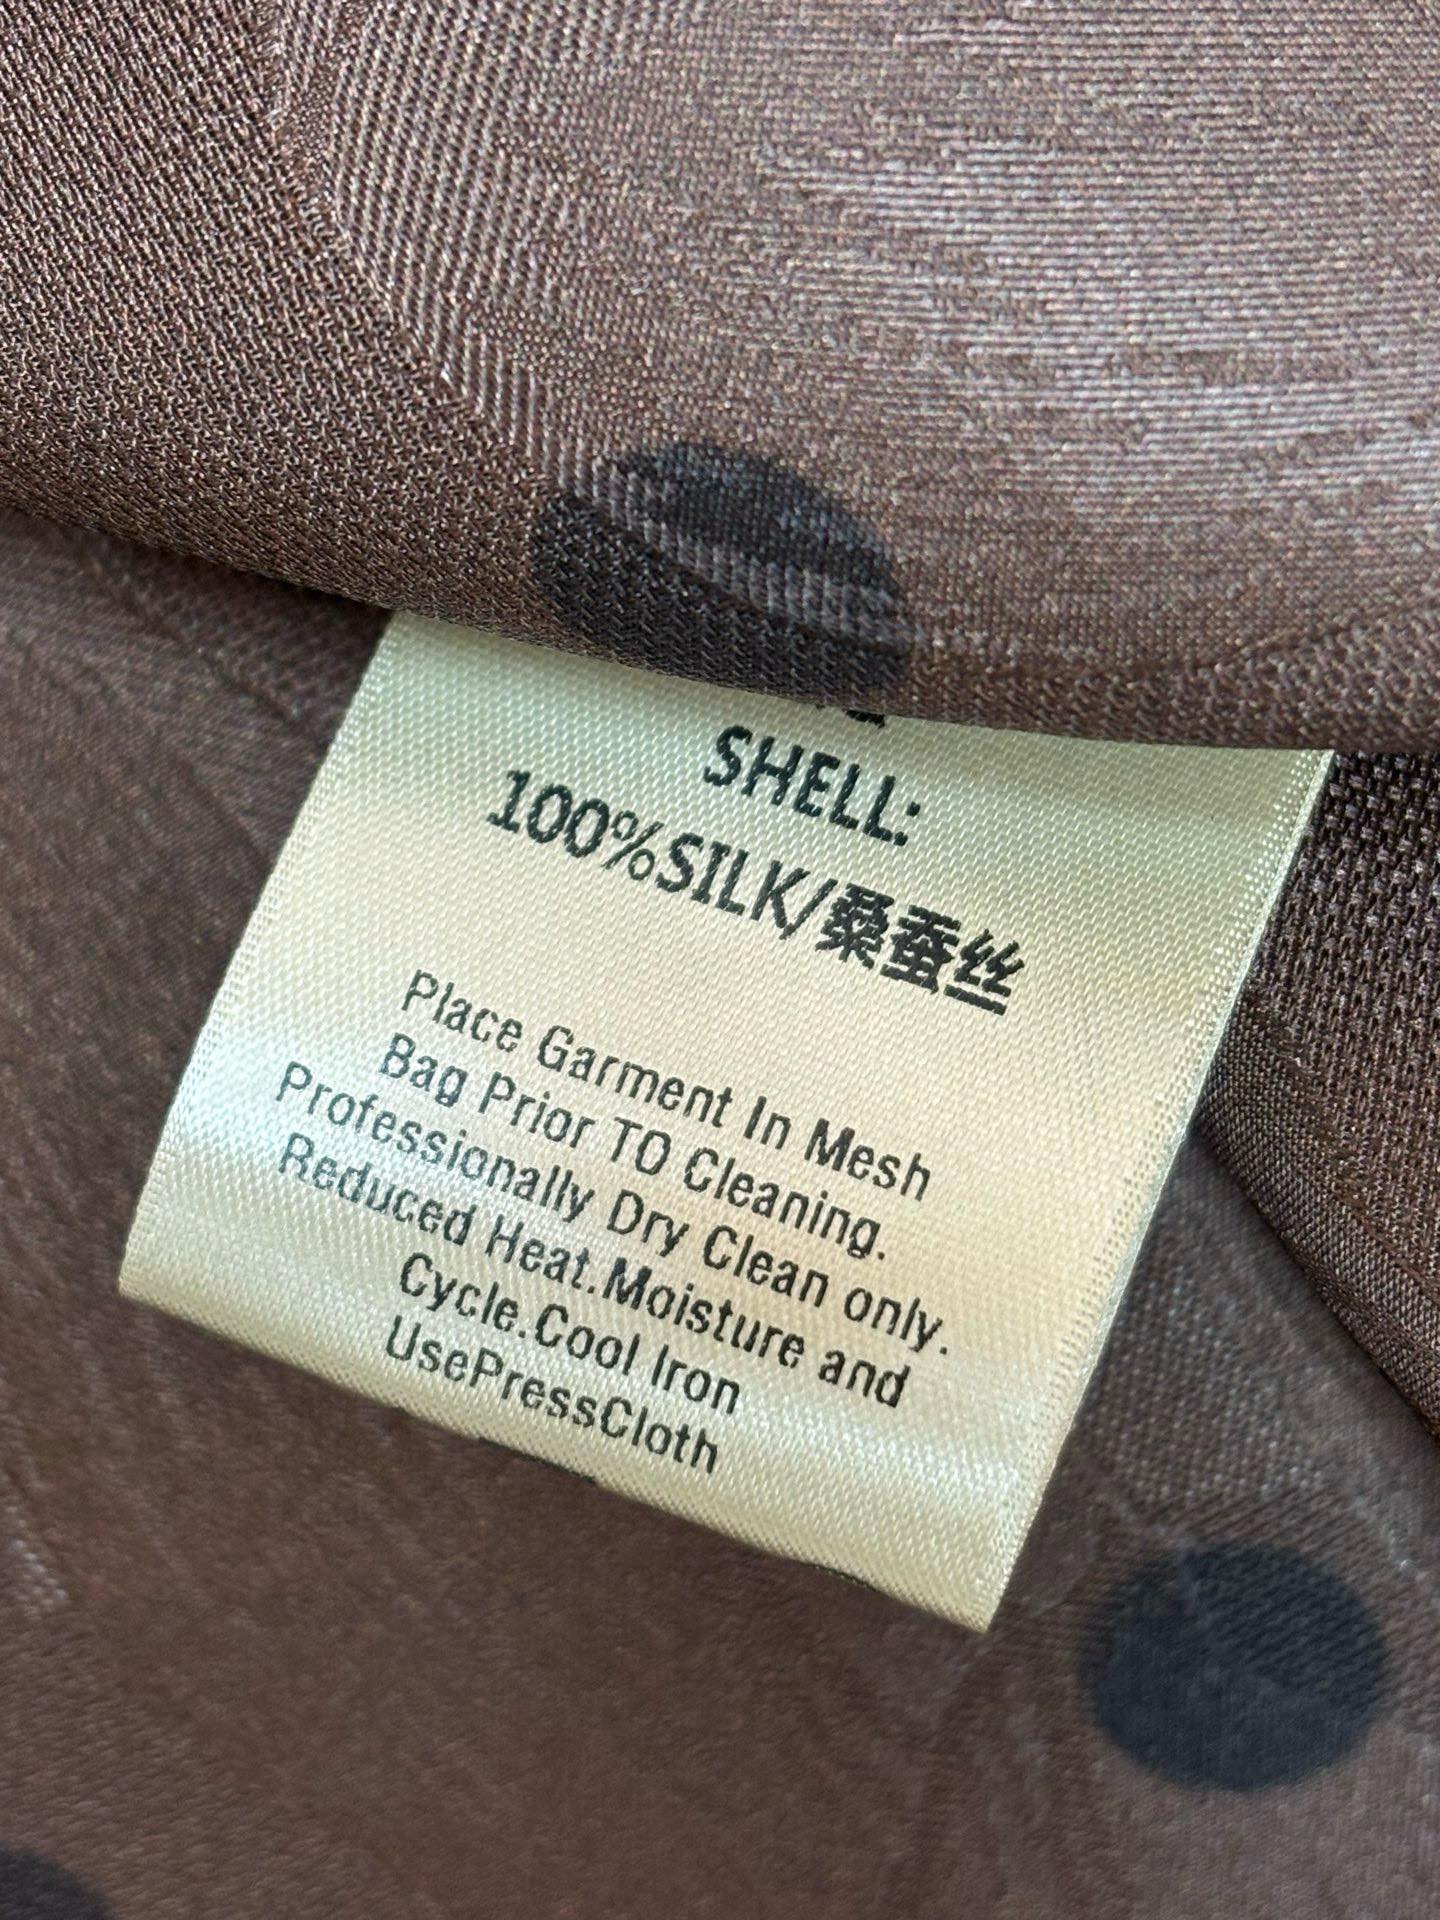 SHELL:
100%SILK/桑蚕丝
Place Garment In Mesh
Bag Prior TO Cleaning.
Professionally Dry Clean only.
Reduced Heat.Moisture and
Cycle.Cool Iron
UsePressCloth